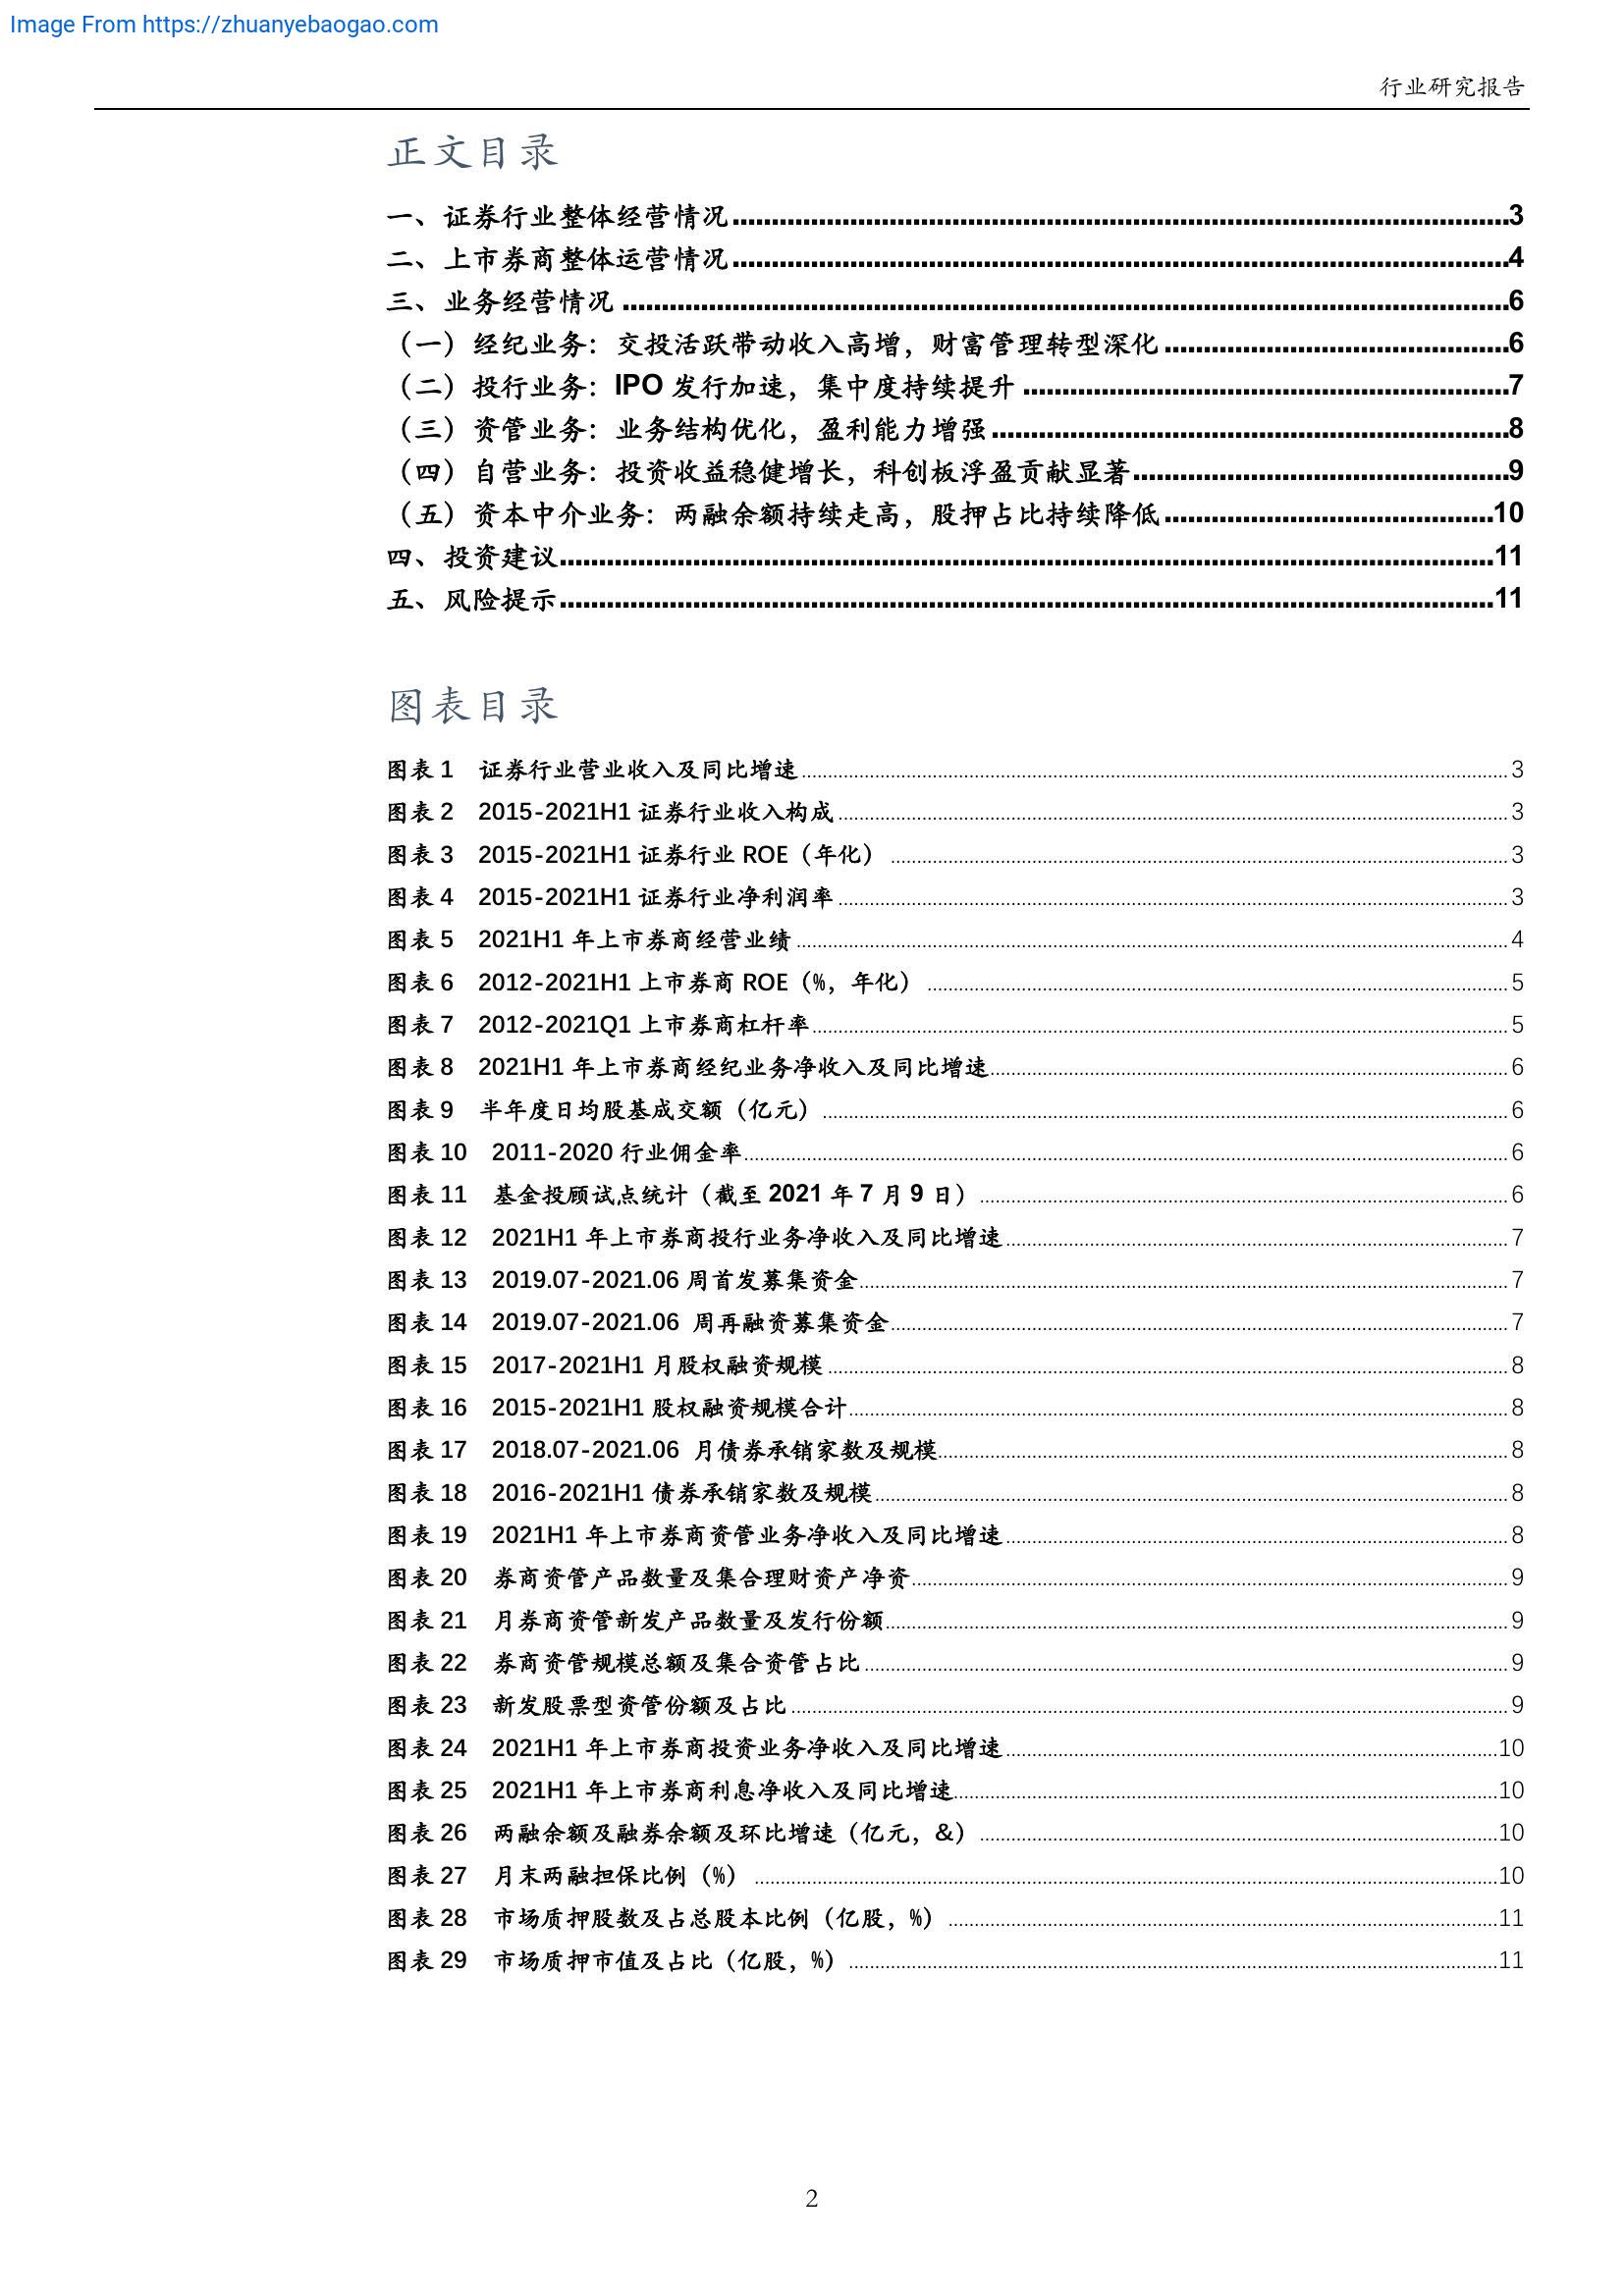 Image From https://zhuanyebaogao.com
行业研究报告
正文目录
一、证券行业整体经营情况 3
二、上市券商整体运营情况 4
三、业务经营情况 6
（一）经纪业务：交投活跃带动收入高增，财富管理转型深化 6
（二）投行业务：IPO 发行加速，集中度持续提升 7
（三）资管业务：业务结构优化，盈利能力增强 8
（四）自营业务：投资收益稳健增长，科创板浮盈贡献显著 9
（五）资本中介业务：两融余额持续走高，股押占比持续降低 10
四、投资建议 11
五、风险提示 11
图表目录
图表 1 证券行业营业收入及同比增速 3
图表 2 2015-2021H1 证券行业收入构成 3
图表 3 2015-2021H1 证券行业 ROE（年化） 3
图表 4 2015-2021H1 证券行业净利润率 3
图表 5 2021H1 年上市券商经营业绩 4
图表 6 2012-2021H1 上市券商 ROE（%，年化） 5
图表 7 2012-2021Q1 上市券商杠杆率 5
图表 8 2021H1 年上市券商经纪业务净收入及同比增速 6
图表 9 半年度日均股基成交额（亿元） 6
图表 10 2011-2020 行业佣金率 6
图表 11 基金投顾试点统计（截至 2021 年 7 月 9 日） 6
图表 12 2021H1 年上市券商投行业务净收入及同比增速 7
图表 13 2019.07-2021.06 周首发募集资金 7
图表 14 2019.07-2021.06 周再融资募集资金 7
图表 15 2017-2021H1 月股权融资规模 8
图表 16 2015-2021H1 股权融资规模合计 8
图表 17 2018.07-2021.06 月债券承销家数及规模 8
图表 18 2016-2021H1 债券承销家数及规模 8
图表 19 2021H1 年上市券商资管业务净收入及同比增速 8
图表 20 券商资管产品数量及集合理财资产净资 9
图表 21 月券商资管新发产品数量及发行份额 9
图表 22 券商资管规模总额及集合资管占比 9
图表 23 新发股票型资管份额及占比 9
图表 24 2021H1 年上市券商投资业务净收入及同比增速 10
图表 25 2021H1 年上市券商利息净收入及同比增速 10
图表 26 两融余额及融券余额及环比增速（亿元，&） 10
图表 27 月末两融担保比例（%） 10
图表 28 市场质押股数及占总股本比例（亿股，%） 11
图表 29 市场质押市值及占比（亿股，%） 11
2